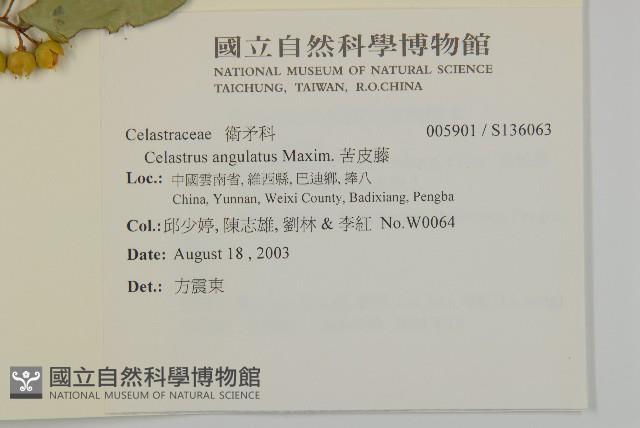 國立自然科學博物館
NATIONAL MUSEUM OF NATURAL SCIENCE
TAICHUNG, TAIWAN, R.O.CHINA
Celastraceae 衛矛科 005901 / S136063
Celastrus angulatus Maxim. 苦皮藤
Loc.: 中國雲南省, 維西縣, 巴迪鄉, 捧八
China, Yunnan, Weixi County, Badixiang, Pengba
Col.: 邱少婷, 陳志雄, 劉林 & 李紅 No.W0064
Date: August 18 , 2003
Det.: 方震東
國立自然科學博物館
NATIONAL MUSEUM OF NATURAL SCIENCE